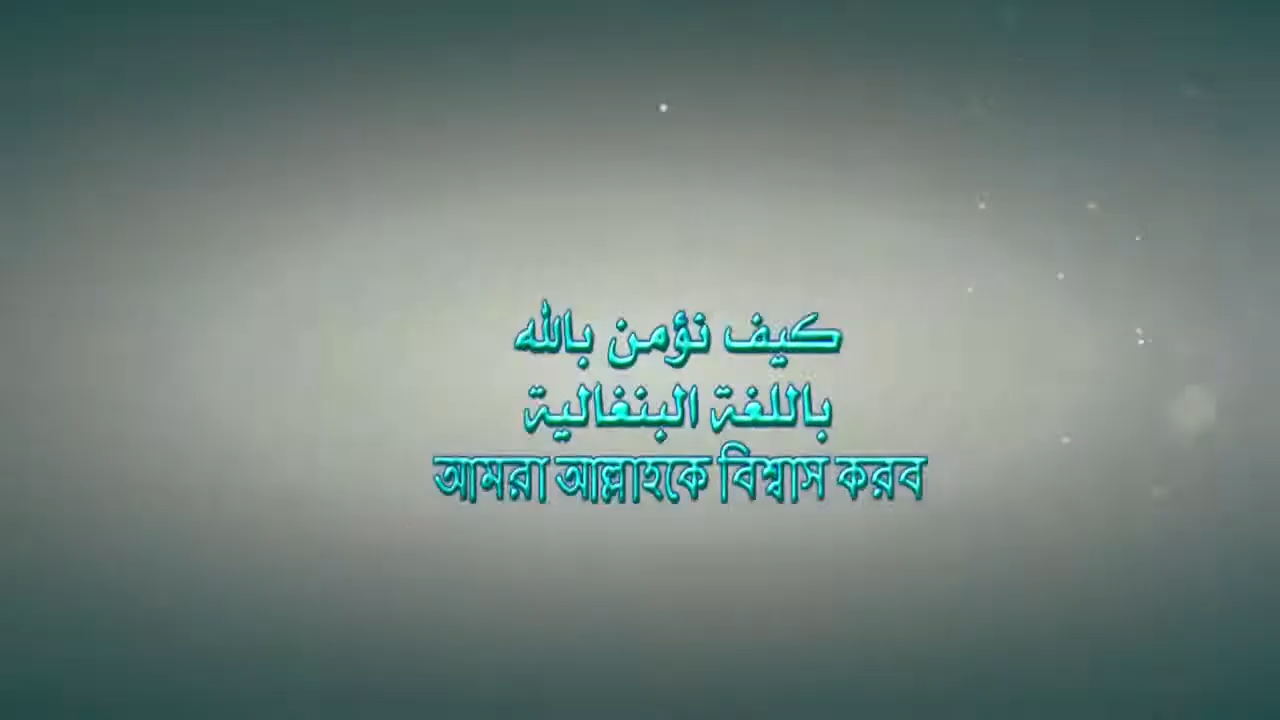 كيف نؤمن بالله
باللغة البنغالية
আমরা আল্লাহকে বিশ্বাস করব